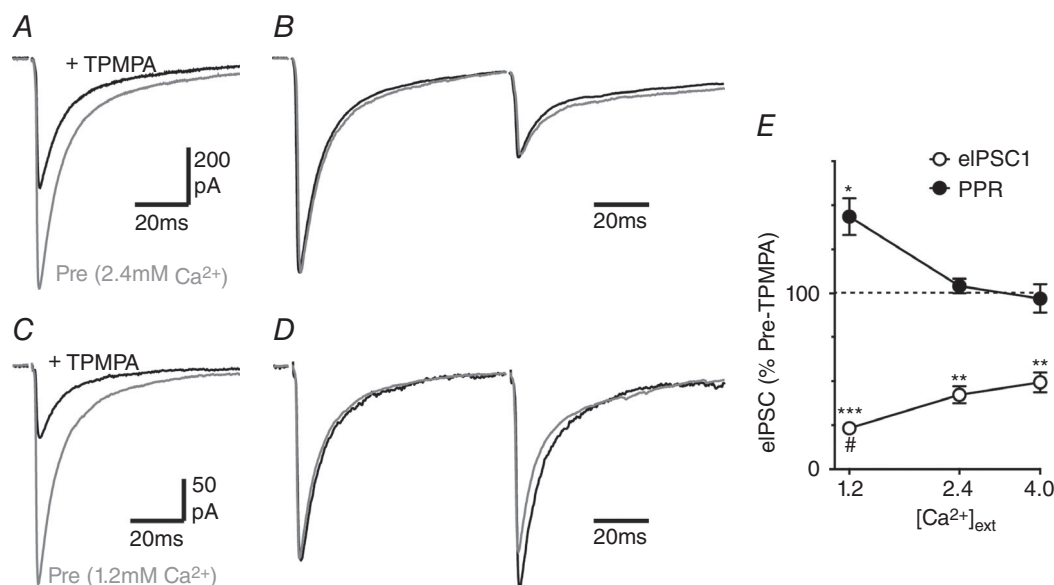 A
+ TPMPA
200
pA
20ms
Pre (2.4mM Ca²⁺)
B
20ms
C
+ TPMPA
50
pA
20ms
Pre (1.2mM Ca²⁺)
D
20ms
E
eIPSC1
PPR
eIPSC (% Pre-TPMPA)
100
0
*
***
#
**
**
1.2
2.4
4.0
[Ca²⁺]ext